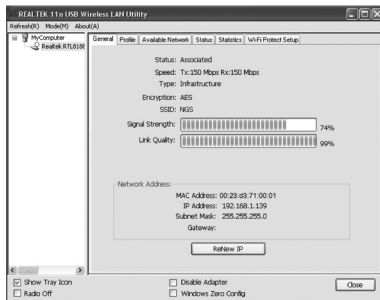 REALTEK 11n USB Wireless LAN Utility
Refresh(R) Mode(M) About(A)
MyComputer
Realtek RTL818
General Profile Available Network Status Statistics Wi-Fi Protect Setup
Status: Associated
Speed: Tx:150 Mbps Rx:150 Mbps
Type: Infrastructure
Encryption: AES
SSID: NGS
Signal Strength: 74%
Link Quality: 99%
Network Address:
MAC Address: 00:23:d3:71:00:01
IP Address: 192.168.1.139
Subnet Mask: 255.255.255.0
Gateway:
ReNew IP
Show Tray Icon
Disable Adapter
Radio Off
Windows Zero Config
Close